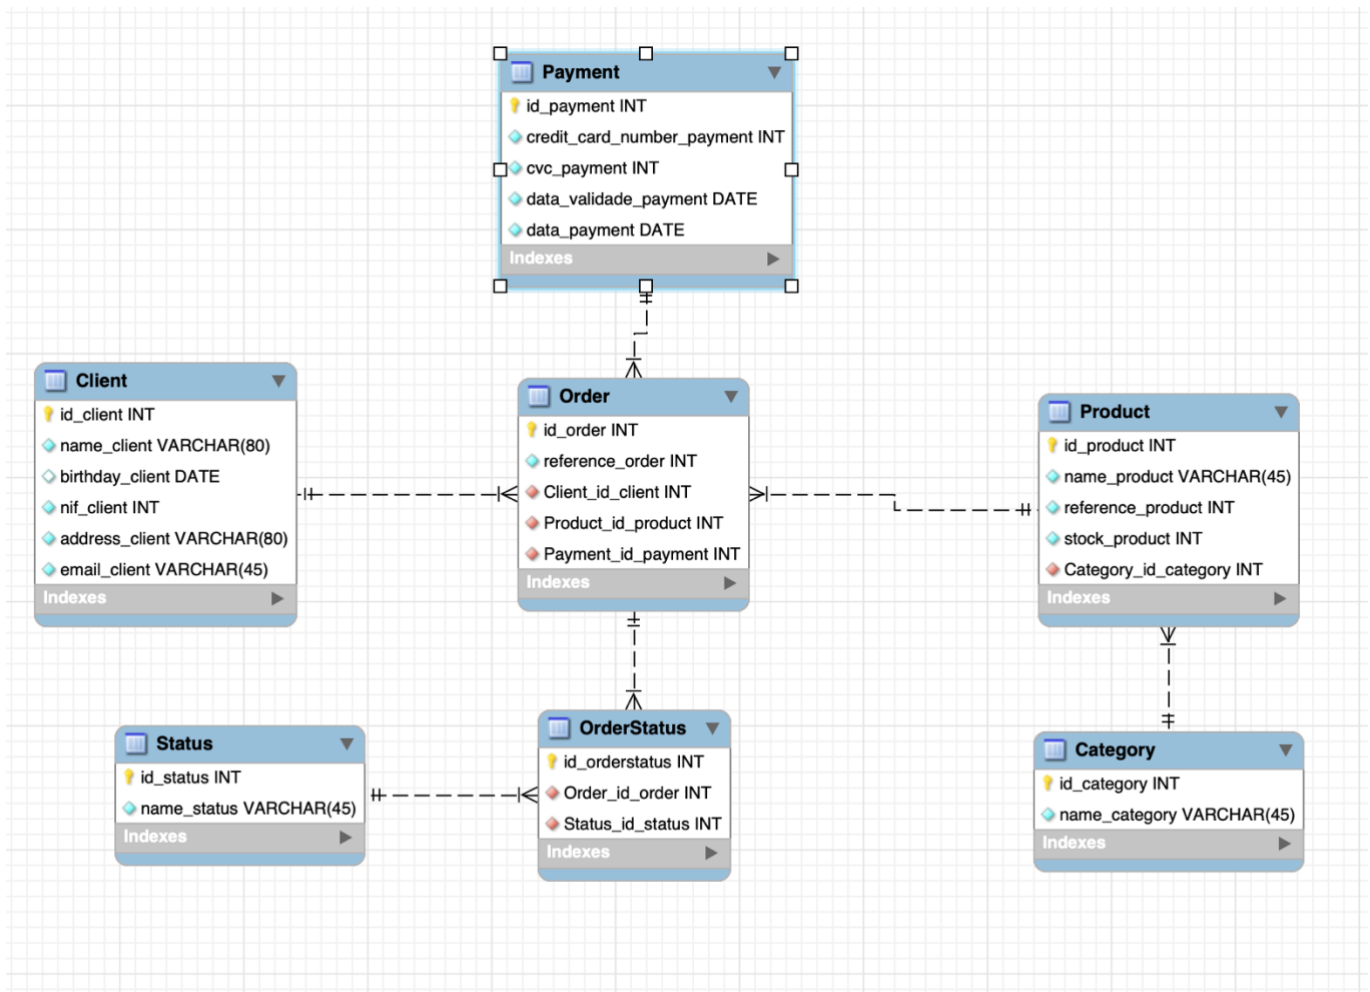 Payment
id_payment INT
credit_card_number_payment INT
cvc_payment INT
data_validade_payment DATE
data_payment DATE
Indexes
Client
id_client INT
name_client VARCHAR(80)
birthday_client DATE
nif_client INT
address_client VARCHAR(80)
email_client VARCHAR(45)
Indexes
Order
id_order INT
reference_order INT
Client_id_client INT
Product_id_product INT
Payment_id_payment INT
Indexes
Product
id_product INT
name_product VARCHAR(45)
reference_product INT
stock_product INT
Category_id_category INT
Indexes
Status
id_status INT
name_status VARCHAR(45)
Indexes
OrderStatus
id_orderstatus INT
Order_id_order INT
Status_id_status INT
Indexes
Category
id_category INT
name_category VARCHAR(45)
Indexes